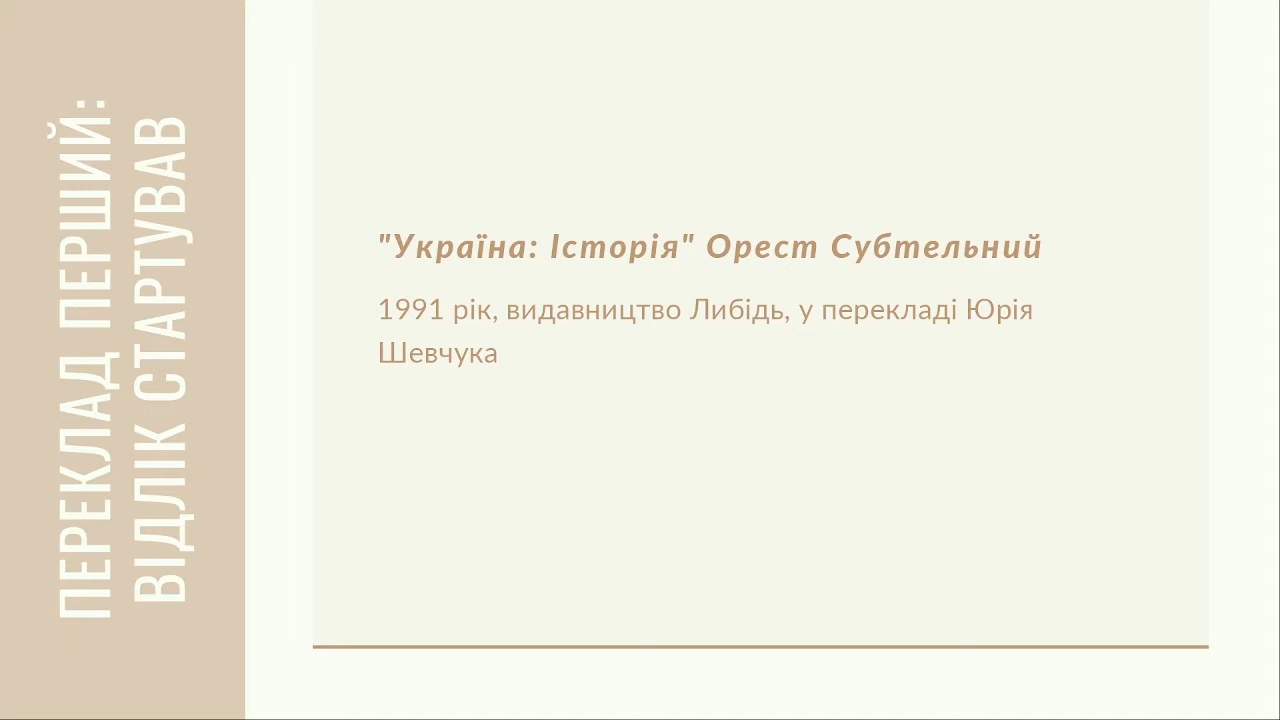 ПЕРЕКЛАД ПЕРШИЙ:
ВІДЛІК СТАРТУВАВ
"Україна: Історія" Орест Субтельний
1991 рік, видавництво Либідь, у перекладі Юрія
Шевчука